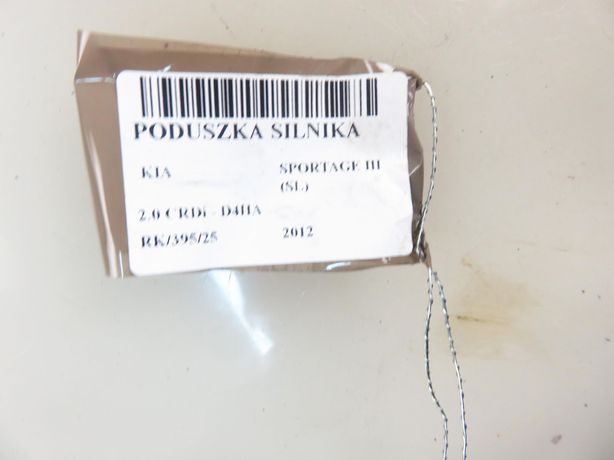 PODUSZKA SILNIKA
KIA SPORTAGE III
(SL)
2.0 CRDi - D4HA
RK/395/25 2012